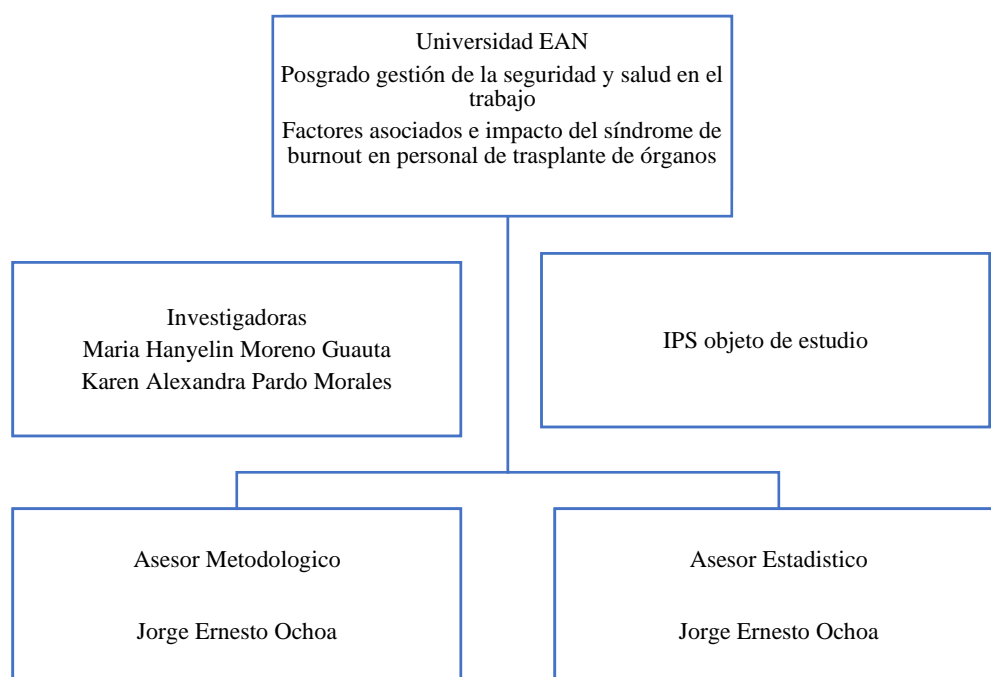 Universidad EAN
Posgrado gestión de la seguridad y salud en el
trabajo
Factores asociados e impacto del síndrome de
burnout en personal de trasplante de órganos
Investigadoras
Maria Hanyelin Moreno Guauta
Karen Alexandra Pardo Morales
IPS objeto de estudio
Asesor Metodologico
Jorge Ernesto Ochoa
Asesor Estadistico
Jorge Ernesto Ochoa